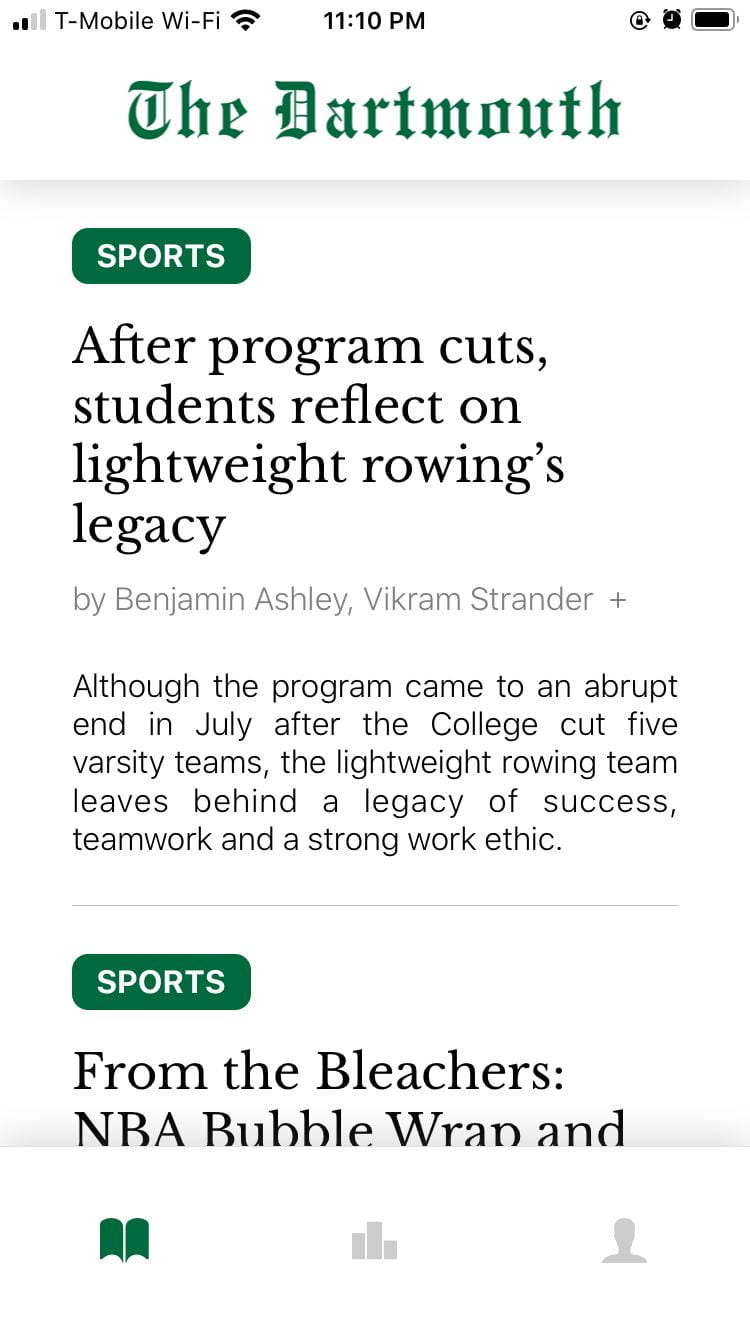 T-Mobile Wi-Fi 11:10 PM
The Dartmouth
SPORTS
After program cuts,
students reflect on
lightweight rowing’s
legacy
by Benjamin Ashley, Vikram Strander +
Although the program came to an abrupt
end in July after the College cut five
varsity teams, the lightweight rowing team
leaves behind a legacy of success,
teamwork and a strong work ethic.
SPORTS
From the Bleachers:
NBA Bubble Wrap and